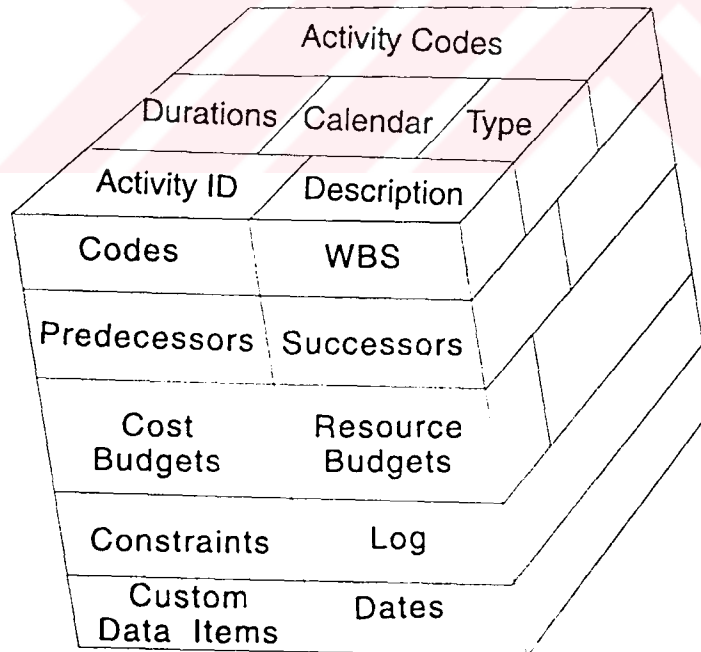 Activity Codes
Durations Calendar Type
Activity ID Description
Codes WBS
Predecessors Successors
Cost Resource
Budgets Budgets
Constraints Log
Custom Dates
Data Items